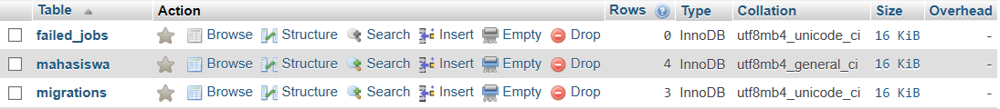 Table Action Rows Type Collation Size Overhead
failed_jobs Browse Structure Search Insert Empty Drop 0 InnoDB utf8mb4_unicode_ci 16 KiB -
mahasiswa Browse Structure Search Insert Empty Drop 4 InnoDB utf8mb4_general_ci 16 KiB -
migrations Browse Structure Search Insert Empty Drop 3 InnoDB utf8mb4_unicode_ci 16 KiB -